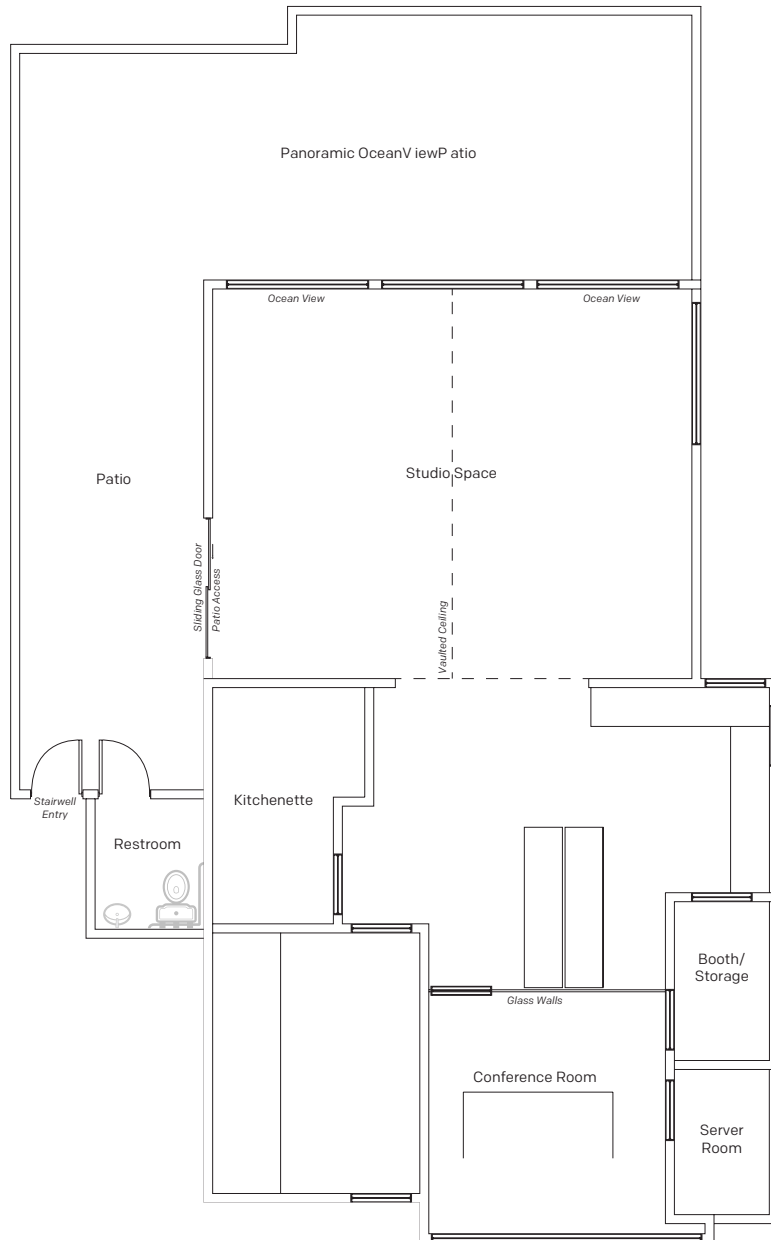 Panoramic OceanV iewP atio
Ocean View
Ocean View
Patio
Studio Space
Sliding Glass Door
Patio Access
Vaulted Ceiling
Stairwell
Entry
Kitchenette
Restroom
Booth/
Storage
Glass Walls
Conference Room
Server
Room